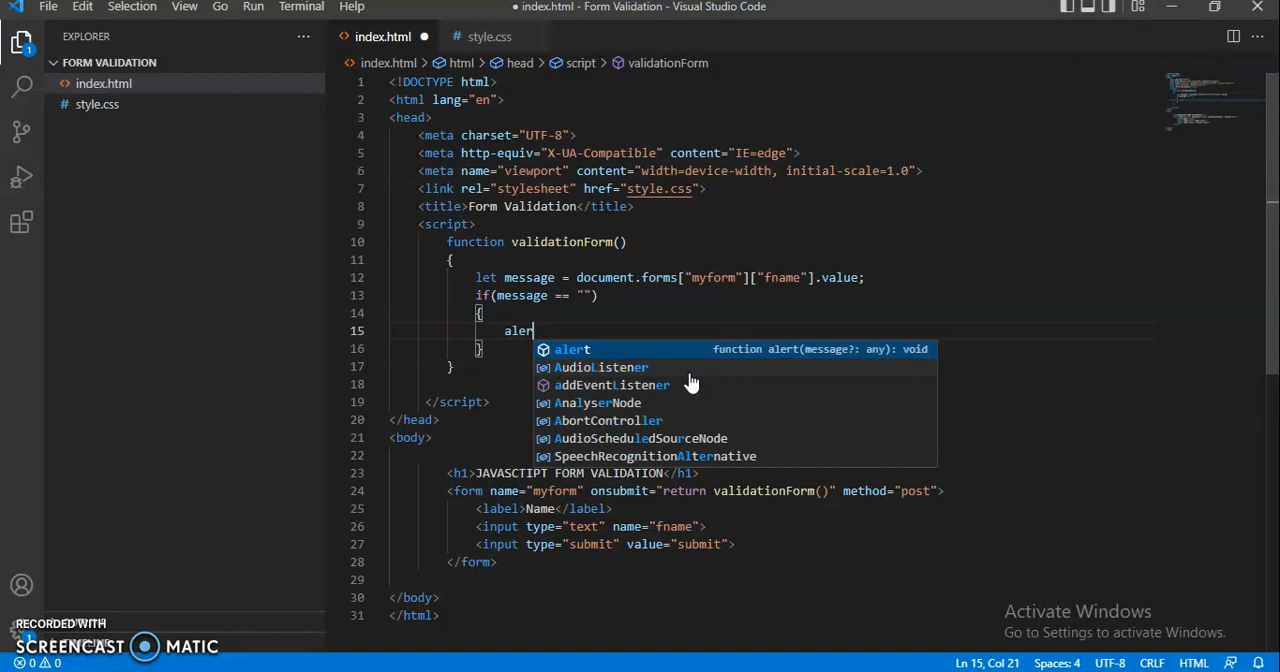 File Edit Selection View Go Run Terminal Help ● index.html - Form Validation - Visual Studio Code
EXPLORER ···
index.html ●
# style.css
index.html > html > head > script > validationForm
FORM VALIDATION
index.html
# style.css
1 <!DOCTYPE html>
2 <html lang="en">
3 <head>
4 <meta charset="UTF-8">
5 <meta http-equiv="X-UA-Compatible" content="IE=edge">
6 <meta name="viewport" content="width=device-width, initial-scale=1.0">
7 <link rel="stylesheet" href="style.css">
8 <title>Form Validation</title>
9 <script>
10 function validationForm()
11 {
12 let message = document.forms["myform"]["fname"].value;
13 if(message == "")
14 {
15 aler
16 }
17 }
18
19 </script>
20 </head>
21 <body>
22
23 <h1>JAVASCTIPT FORM VALIDATION</h1>
24 <form name="myform" onsubmit="return validationForm()" method="post">
25 <label>Name</label>
26 <input type="text" name="fname">
27 <input type="submit" value="submit">
28 </form>
29
30 </body>
31 </html>
alert function alert(message?: any): void
AudioListener
addEventListener
AnalyserNode
AbortController
AudioScheduledSourceNode
SpeechRecognitionAlternative
1
1
RECORDED WITH
SCREENCAST MATIC
TIMELINE
Activate Windows
Go to Settings to activate Windows.
0 0 Ln 15, Col 21 Spaces: 4 UTF-8 CRLF HTML